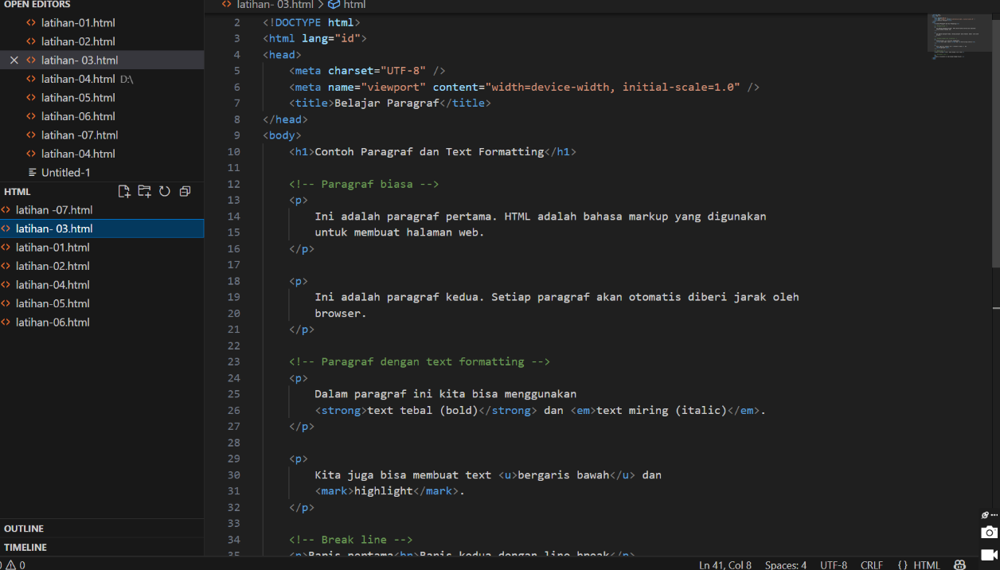 OPEN EDITORS
latihan-01.html
latihan-02.html
latihan- 03.html
latihan-04.html D:\
latihan-05.html
latihan-06.html
latihan -07.html
latihan-04.html
Untitled-1
HTML
latihan -07.html
latihan- 03.html
latihan-01.html
latihan-02.html
latihan-04.html
latihan-05.html
latihan-06.html
OUTLINE
TIMELINE
latihan- 03.html > html
2 <!DOCTYPE html>
3 <html lang="id">
4 <head>
5 <meta charset="UTF-8" />
6 <meta name="viewport" content="width=device-width, initial-scale=1.0" />
7 <title>Belajar Paragraf</title>
8 </head>
9 <body>
10 <h1>Contoh Paragraf dan Text Formatting</h1>
11
12 <!-- Paragraf biasa -->
13 <p>
14 Ini adalah paragraf pertama. HTML adalah bahasa markup yang digunakan
15 untuk membuat halaman web.
16 </p>
17
18 <p>
19 Ini adalah paragraf kedua. Setiap paragraf akan otomatis diberi jarak oleh
20 browser.
21 </p>
22
23 <!-- Paragraf dengan text formatting -->
24 <p>
25 Dalam paragraf ini kita bisa menggunakan
26 <strong>text tebal (bold)</strong> dan <em>text miring (italic)</em>.
27 </p>
28
29 <p>
30 Kita juga bisa membuat text <u>bergaris bawah</u> dan
31 <mark>highlight</mark>.
32 </p>
33
34 <!-- Break line -->
35 <p>Baris pertama<br>Baris kedua dengan line break</p>
0
Ln 41, Col 8 Spaces: 4 UTF-8 CRLF {} HTML